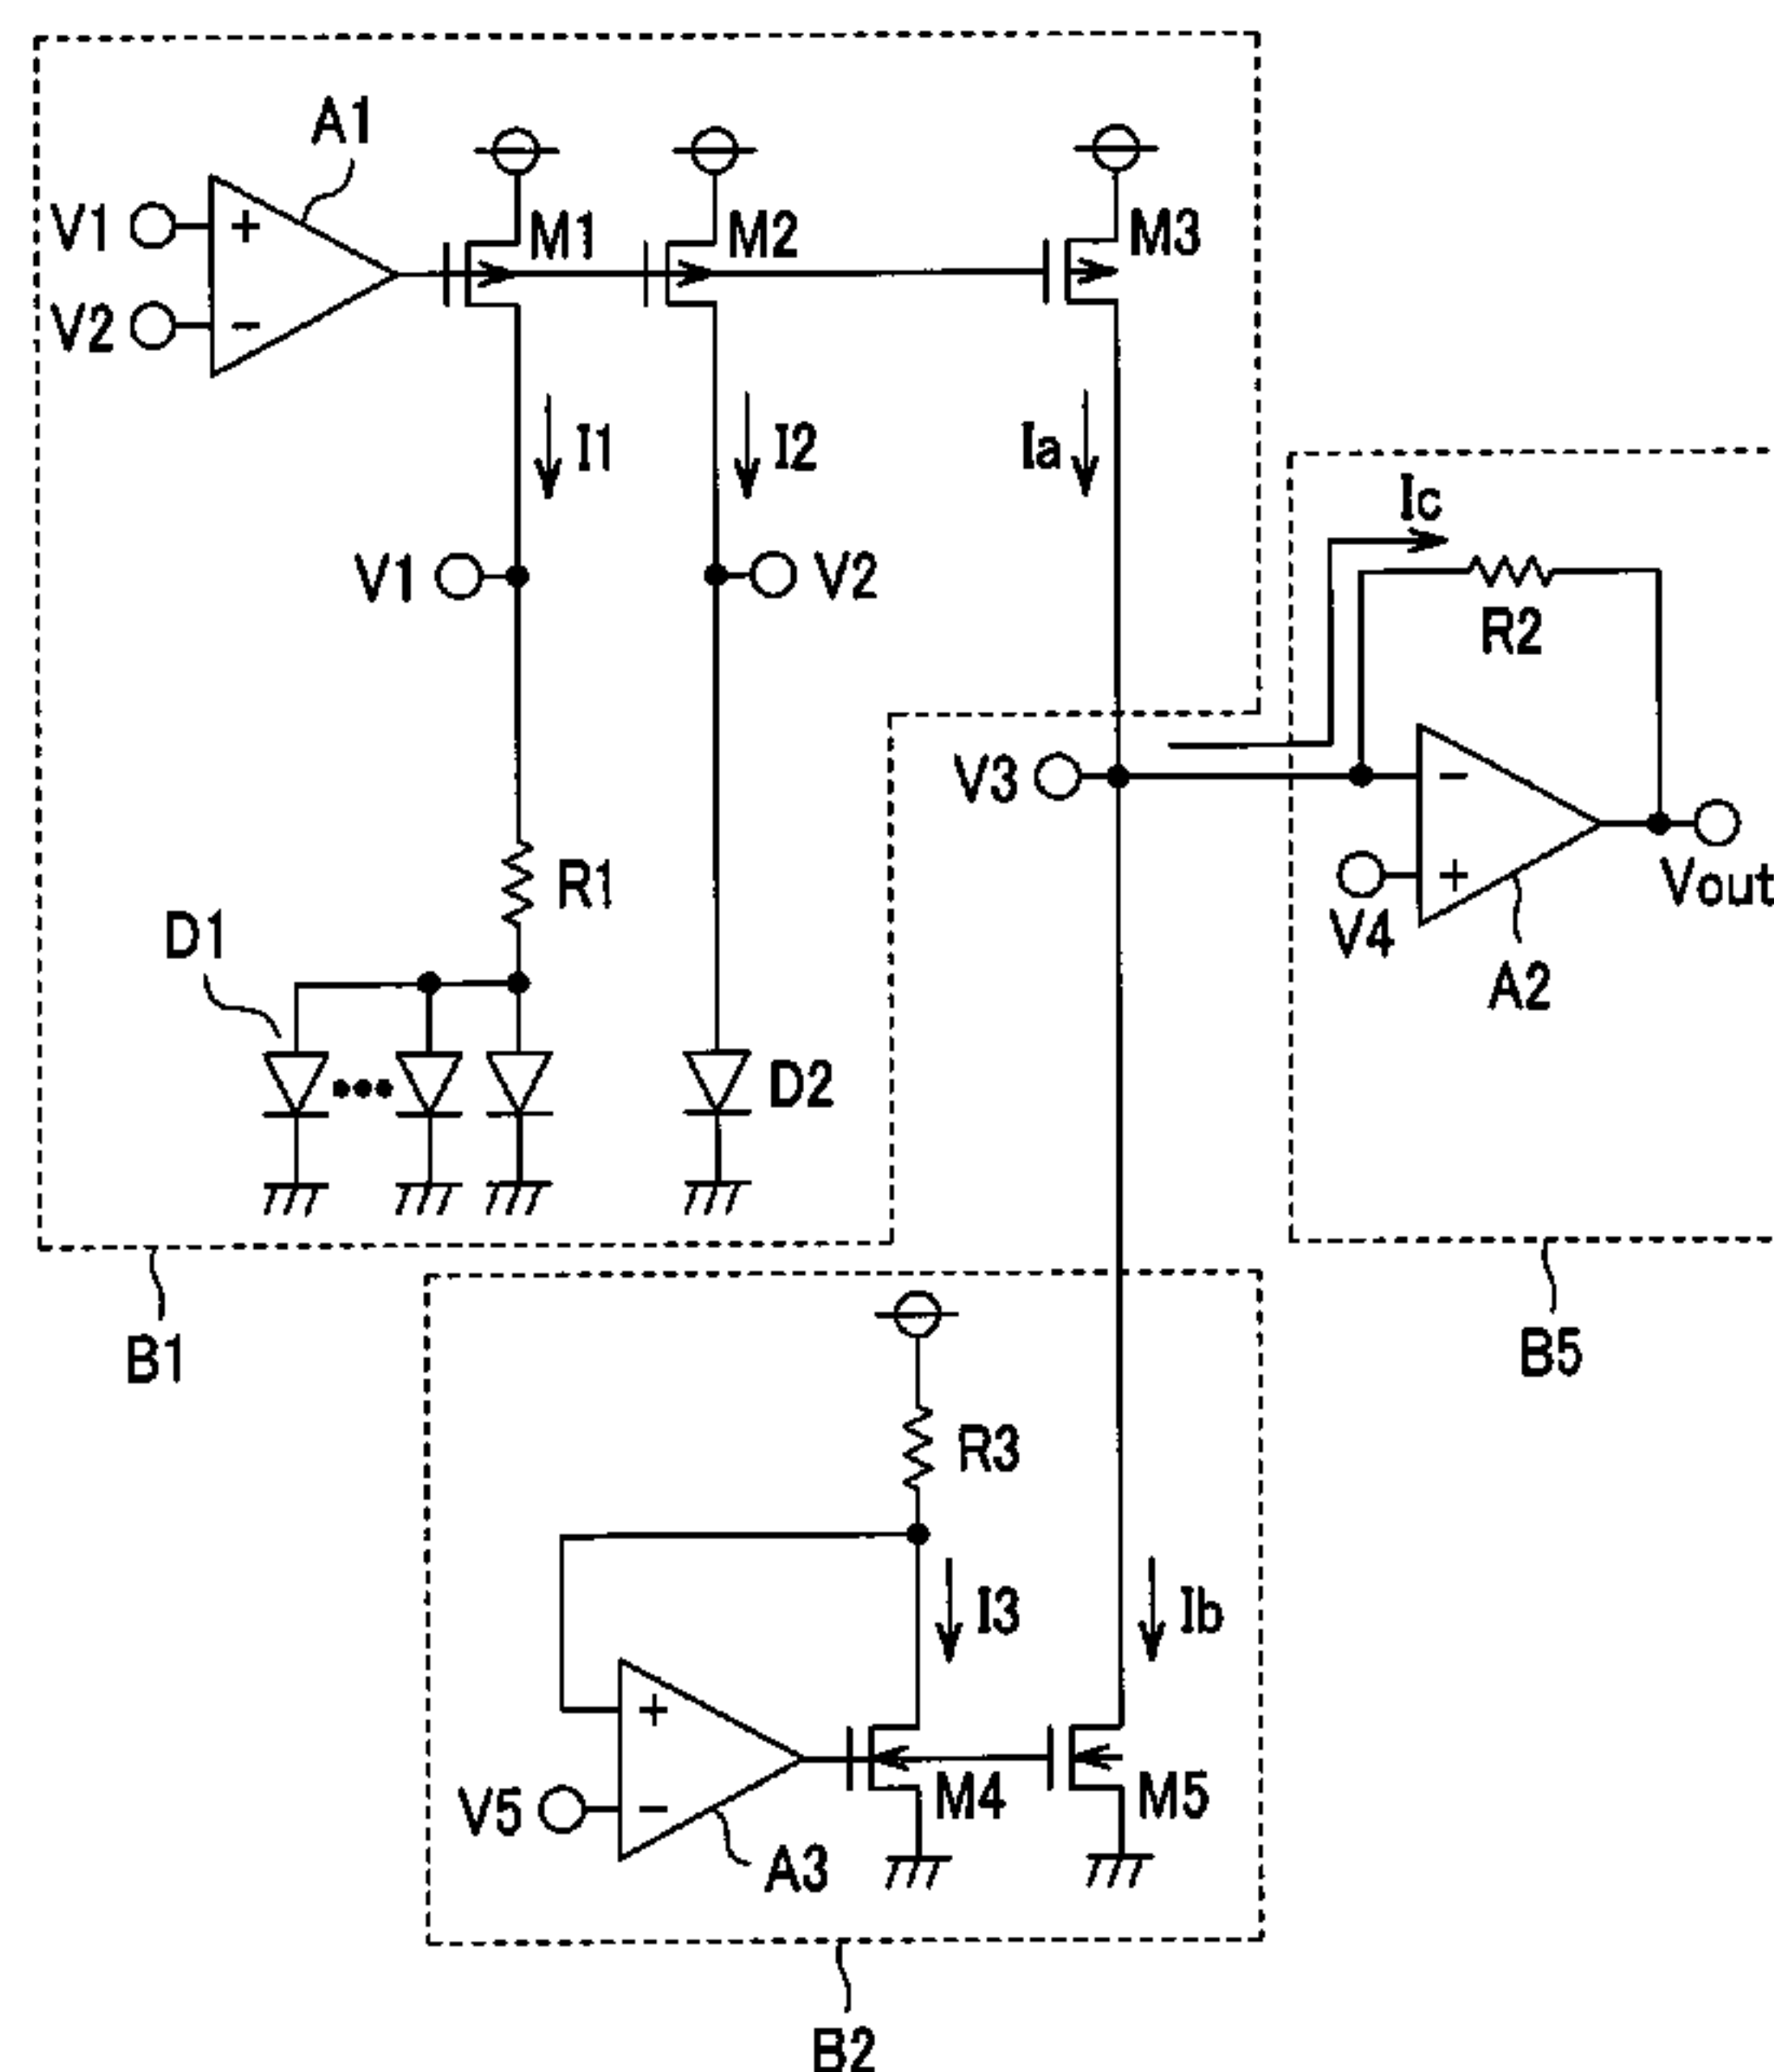 A1
V1
+
M1
M2
M3
V2
−
I1
I2
Ia
Ic
V1
V2
R2
V3
−
R1
V4
+
Vout
D1
A2
D2
B1
B5
R3
I3
Ib
+
V5
−
M4
M5
A3
B2